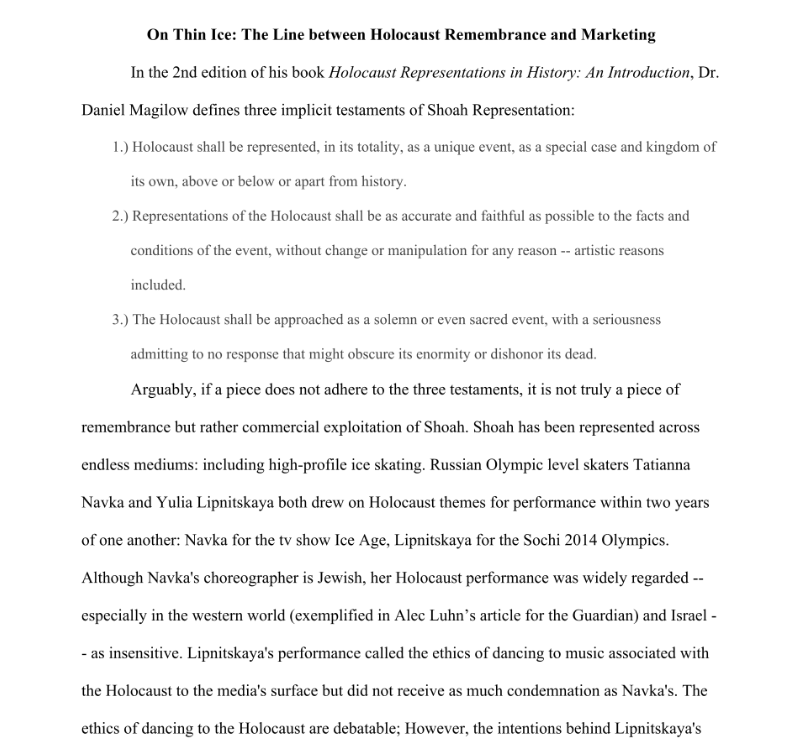 On Thin Ice: The Line between Holocaust Remembrance and Marketing
In the 2nd edition of his book Holocaust Representations in History: An Introduction, Dr.
Daniel Magilow defines three implicit testaments of Shoah Representation:
1.) Holocaust shall be represented, in its totality, as a unique event, as a special case and kingdom of
its own, above or below or apart from history.
2.) Representations of the Holocaust shall be as accurate and faithful as possible to the facts and
conditions of the event, without change or manipulation for any reason -- artistic reasons
included.
3.) The Holocaust shall be approached as a solemn or even sacred event, with a seriousness
admitting to no response that might obscure its enormity or dishonor its dead.
Arguably, if a piece does not adhere to the three testaments, it is not truly a piece of
remembrance but rather commercial exploitation of Shoah. Shoah has been represented across
endless mediums: including high-profile ice skating. Russian Olympic level skaters Tatianna
Navka and Yulia Lipnitskaya both drew on Holocaust themes for performance within two years
of one another: Navka for the tv show Ice Age, Lipnitskaya for the Sochi 2014 Olympics.
Although Navka's choreographer is Jewish, her Holocaust performance was widely regarded --
especially in the western world (exemplified in Alec Luhn’s article for the Guardian) and Israel -
- as insensitive. Lipnitskaya's performance called the ethics of dancing to music associated with
the Holocaust to the media's surface but did not receive as much condemnation as Navka's. The
ethics of dancing to the Holocaust are debatable; However, the intentions behind Lipnitskaya's